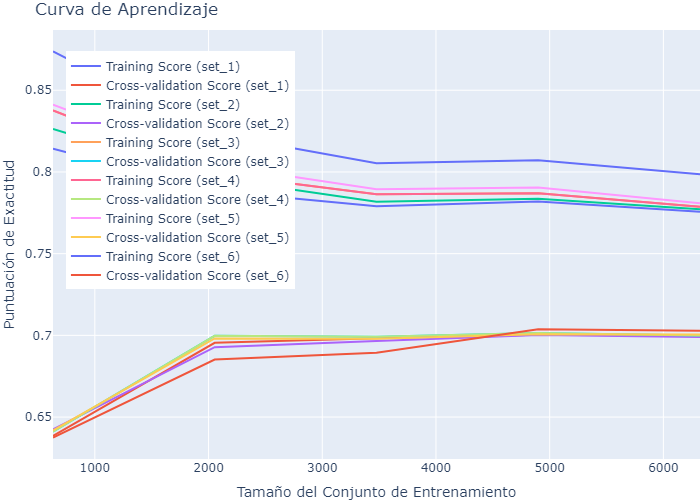 Curva de Aprendizaje
Training Score (set_1)
Cross-validation Score (set_1)
Training Score (set_2)
Cross-validation Score (set_2)
Training Score (set_3)
Cross-validation Score (set_3)
Training Score (set_4)
Cross-validation Score (set_4)
Training Score (set_5)
Cross-validation Score (set_5)
Training Score (set_6)
Cross-validation Score (set_6)
Puntuación de Exactitud
0.85
0.8
0.75
0.7
0.65
1000 2000 3000 4000 5000 6000
Tamaño del Conjunto de Entrenamiento